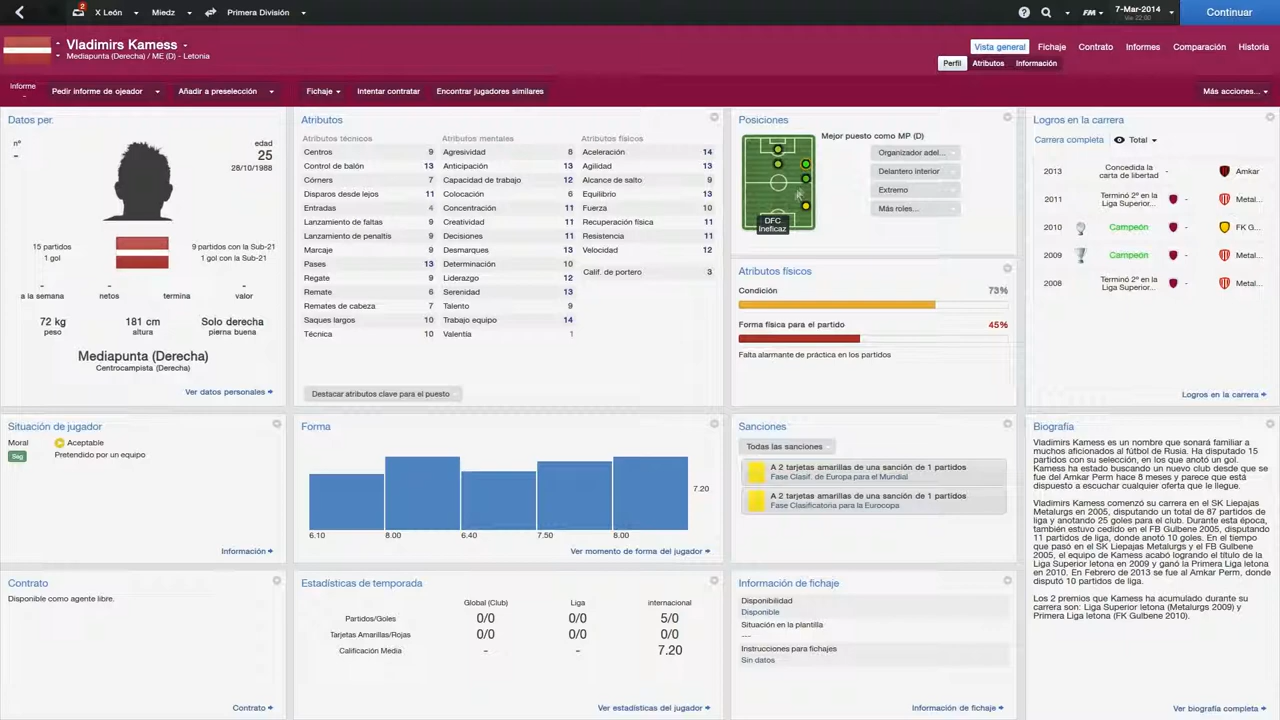 2
X León
Miedz
Primera División
FM
7-Mar-2014
Vie 22:00
Continuar
Vladimirs Kamess
Mediapunta (Derecha) / ME (D) - Letonia
Vista general
Fichaje
Contrato
Informes
Comparación
Historia
Perfil
Atributos
Información
Informe
-
Pedir informe de ojeador
Añadir a preselección
Fichaje
Intentar contratar
Encontrar jugadores similares
Más acciones...
Datos per.
nº
-
edad
25
28/10/1988
15 partidos
1 gol
9 partidos con la Sub-21
1 gol con la Sub-21
- - - -
a la semana netos termina valor
72 kg
peso
181 cm
altura
Solo derecha
pierna buena
Mediapunta (Derecha)
Centrocampista (Derecha)
Ver datos personales
Atributos
Atributos técnicos Atributos mentales Atributos físicos
Centros 9 Agresividad 8 Aceleración 14
Control de balón 13 Anticipación 13 Agilidad 13
Córners 7 Capacidad de trabajo 12 Alcance de salto 9
Disparos desde lejos 11 Colocación 6 Equilibrio 13
Entradas 4 Concentración 11 Fuerza 10
Lanzamiento de faltas 9 Creatividad 11 Recuperación física 11
Lanzamiento de penaltis 9 Decisiones 11 Resistencia 11
Marcaje 9 Desmarques 13 Velocidad 12
Pases 13 Determinación 10
Regate 9 Liderazgo 12 Calif. de portero 3
Remate 6 Serenidad 13
Remates de cabeza 7 Talento 9
Saques largos 10 Trabajo equipo 14
Técnica 10 Valentía 1
Destacar atributos clave para el puesto
Posiciones
Mejor puesto como MP (D)
Organizador adel...
Delantero interior
Extremo
Más roles...
DFC
Ineficaz
Atributos físicos
Condición 73%
Forma física para el partido 45%
Falta alarmante de práctica en los partidos
Logros en la carrera
Carrera completa Total
2013 Concedida la carta de libertad - Amkar
2011 Terminó 2º en la Liga Superior... - Metal...
2010 Campeón - FK G...
2009 Campeón - Metal...
2008 Terminó 2º en la Liga Superior... - Metal...
Logros en la carrera
Situación de jugador
Moral Aceptable
Seg Pretendido por un equipo
Información
Forma
7.20
6.10 8.00 6.40 7.50 8.00
Ver momento de forma del jugador
Sanciones
Todas las sanciones
A 2 tarjetas amarillas de una sanción de 1 partidos
Fase Clasif. de Europa para el Mundial
A 2 tarjetas amarillas de una sanción de 1 partidos
Fase Clasificatoria para la Eurocopa
Biografía
Vladimirs Kamess es un nombre que sonará familiar a
muchos aficionados al fútbol de Rusia. Ha disputado 15
partidos con su selección, en los que anotó un gol.
Kamess ha estado buscando un nuevo club desde que se
fue del Amkar Perm hace 8 meses y parece que está
dispuesto a escuchar cualquier oferta que le llegue.
Vladimirs Kamess comenzó su carrera en el SK Liepajas
Metalurgs en 2005, disputando un total de 87 partidos de
liga y anotando 25 goles para el club. Durante esta época,
también estuvo cedido en el FB Gulbene 2005, disputando
11 partidos de liga, donde anotó 10 goles. En el tiempo
que pasó en el SK Liepajas Metalurgs y el FB Gulbene
2005, el equipo de Kamess acabó logrando el título de la
Liga Superior letona en 2009 y ganó la Primera Liga letona
en 2010. En Febrero de 2013 se fue al Amkar Perm, donde
disputó 10 partidos de liga.
Los 2 premios que Kamess ha acumulado durante su
carrera son: Liga Superior letona (Metalurgs 2009) y
Primera Liga letona (FK Gulbene 2010).
Ver biografía completa
Contrato
Disponible como agente libre.
Contrato
Estadísticas de temporada
Global (Club) Liga internacional
Partidos/Goles 0/0 0/0 5/0
Tarjetas Amarillas/Rojas 0/0 0/0 0/0
Calificación Media - - 7.20
Ver estadísticas del jugador
Información de fichaje
Disponibilidad
Disponible
Situación en la plantilla
---
Instrucciones para fichajes
Sin datos
Información de fichaje